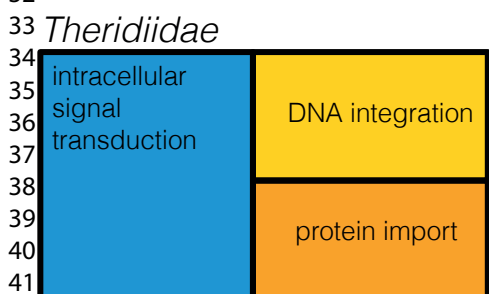 33 Theridiidae
34
35
36
37
38
39
40
41
intracellular
signal
transduction
DNA integration
protein import